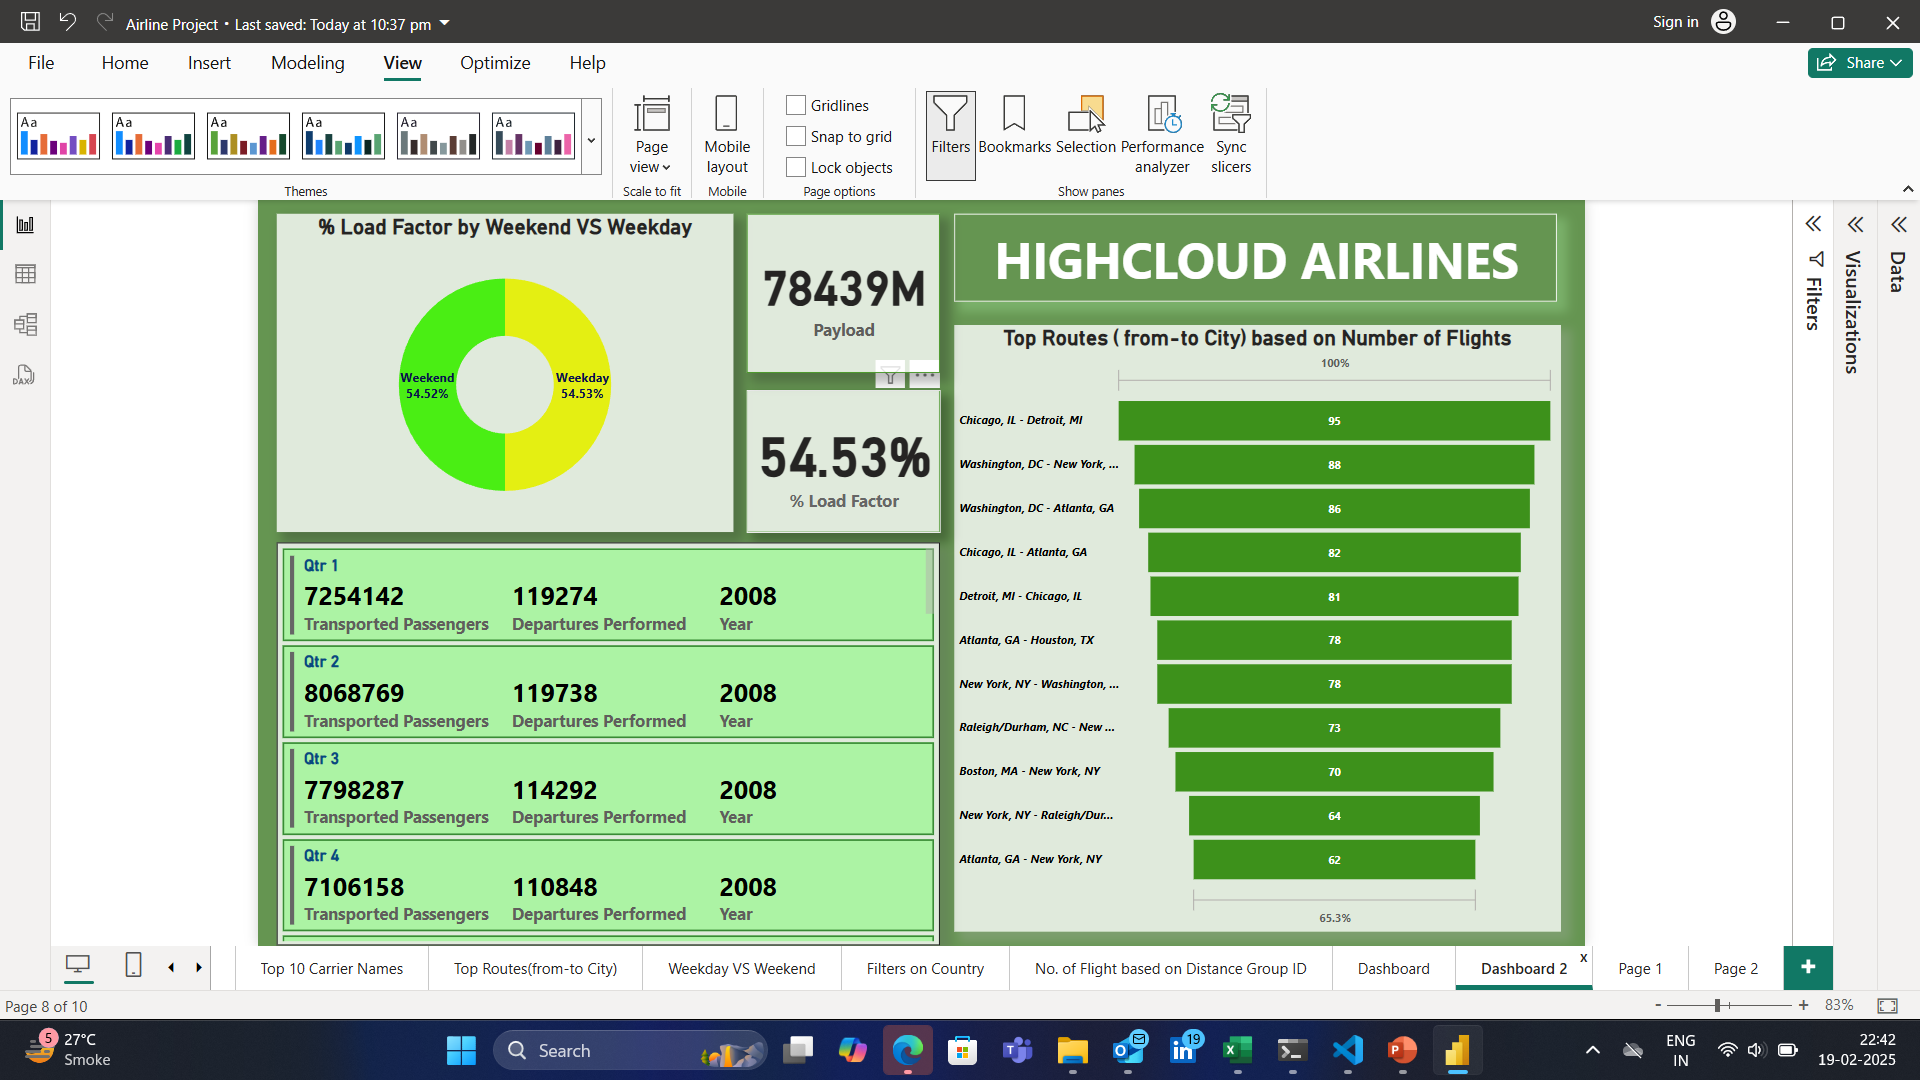 Airline Project • Last saved: Today at 10:37 pm
Sign in
File
Home
Insert
Modeling
View
Optimize
Help
Share
Aa
Aa
Aa
Aa
Aa
Aa
Themes
Page view
Scale to fit
Mobile layout
Mobile
Gridlines
Snap to grid
Lock objects
Page options
Filters
Bookmarks
Selection
Performance analyzer
Sync slicers
Show panes
% Load Factor by Weekend VS Weekday
Weekend
54.52%
Weekday
54.53%
78439M
Payload
54.53%
% Load Factor
HIGHCLOUD AIRLINES
Top Routes ( from-to City) based on Number of Flights
100%
Chicago, IL - Detroit, MI 95
Washington, DC - New York, ... 88
Washington, DC - Atlanta, GA 86
Chicago, IL - Atlanta, GA 82
Detroit, MI - Chicago, IL 81
Atlanta, GA - Houston, TX 78
New York, NY - Washington, ... 78
Raleigh/Durham, NC - New ... 73
Boston, MA - New York, NY 70
New York, NY - Raleigh/Dur... 64
Atlanta, GA - New York, NY 62
65.3%
Qtr 1
7254142 119274 2008
Transported Passengers Departures Performed Year
Qtr 2
8068769 119738 2008
Transported Passengers Departures Performed Year
Qtr 3
7798287 114292 2008
Transported Passengers Departures Performed Year
Qtr 4
7106158 110848 2008
Transported Passengers Departures Performed Year
Filters
Visualizations
Data
DAX
Top 10 Carrier Names
Top Routes(from-to City)
Weekday VS Weekend
Filters on Country
No. of Flight based on Distance Group ID
Dashboard
Dashboard 2
x
Page 1
Page 2
+
Page 8 of 10
- + 83%
5
27°C
Smoke
Search
19
ENG
IN
22:42
19-02-2025